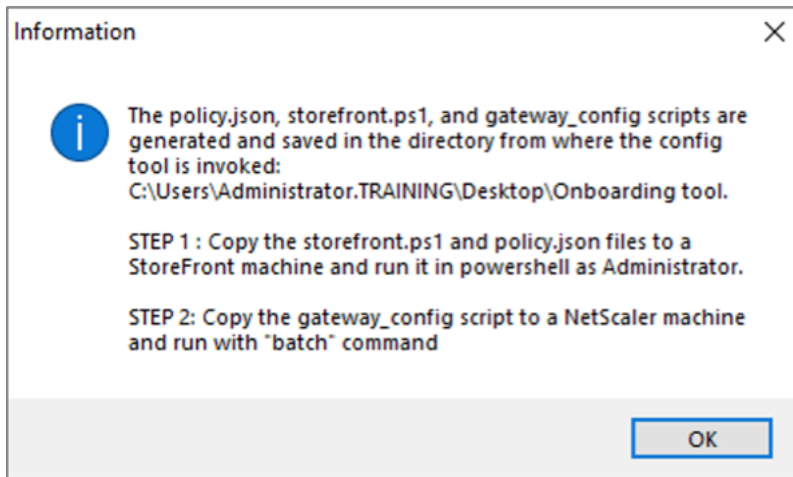 Information
The policy.json, storefront.ps1, and gateway_config scripts are
generated and saved in the directory from where the config
tool is invoked:
C:\Users\Administrator.TRAINING\Desktop\Onboarding tool.
STEP 1 : Copy the storefront.ps1 and policy.json files to a
StoreFront machine and run it in powershell as Administrator.
STEP 2: Copy the gateway_config script to a NetScaler machine
and run with "batch" command
OK